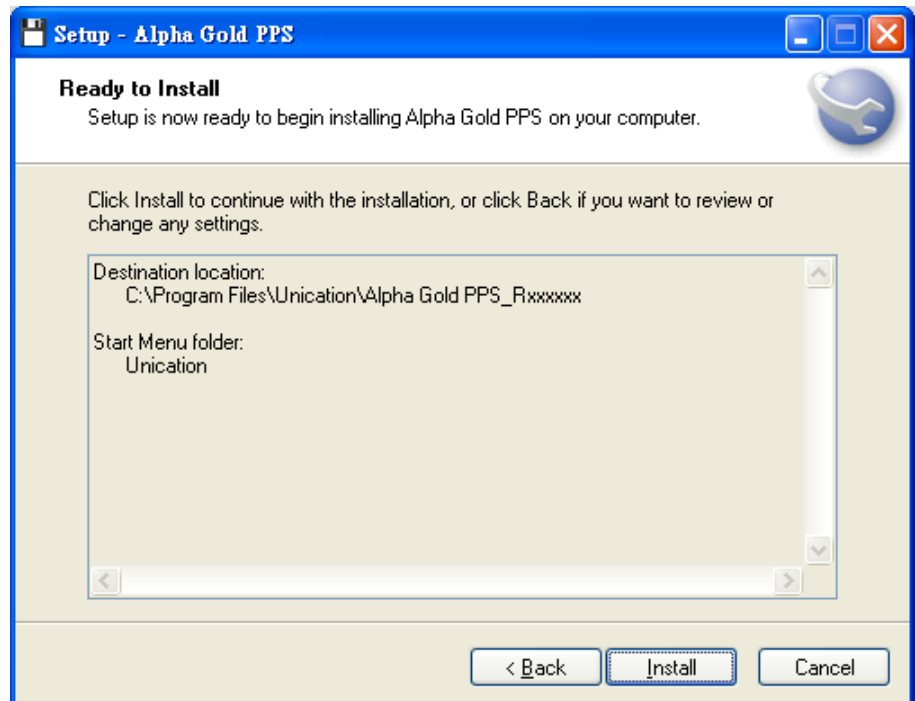 Setup - Alpha Gold PPS
Ready to Install
Setup is now ready to begin installing Alpha Gold PPS on your computer.
Click Install to continue with the installation, or click Back if you want to review or
change any settings.
Destination location:
C:\Program Files\Unication\Alpha Gold PPS_Rxxxxxx
Start Menu folder:
Unication
< Back
Install
Cancel